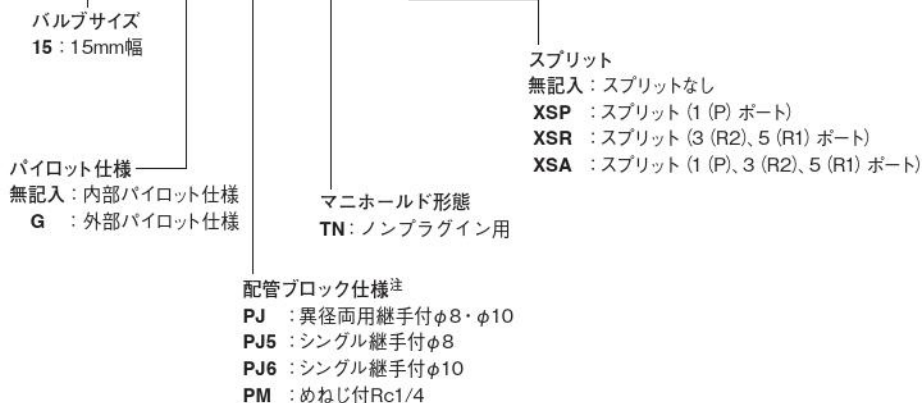 バルブサイズ
15：15mm幅
スプリット
無記入：スプリットなし
XSP ：スプリット（1（P）ポート）
XSR ：スプリット（3（R2）、5（R1）ポート）
XSA ：スプリット（1（P）、3（R2）、5（R1）ポート）
パイロット仕様
無記入：内部パイロット仕様
G ：外部パイロット仕様
マニホールド形態
TN：ノンプラグイン用
配管ブロック仕様注
PJ ：異径両用継手付φ8・φ10
PJ5 ：シングル継手付φ8
PJ6 ：シングル継手付φ10
PM ：めねじ付Rc1/4